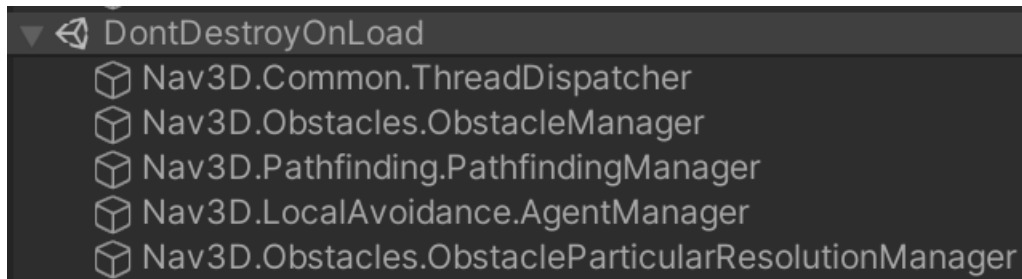 DontDestroyOnLoad
Nav3D.Common.ThreadDispatcher
Nav3D.Obstacles.ObstacleManager
Nav3D.Pathfinding.PathfindingManager
Nav3D.LocalAvoidance.AgentManager
Nav3D.Obstacles.ObstacleParticularResolutionManager